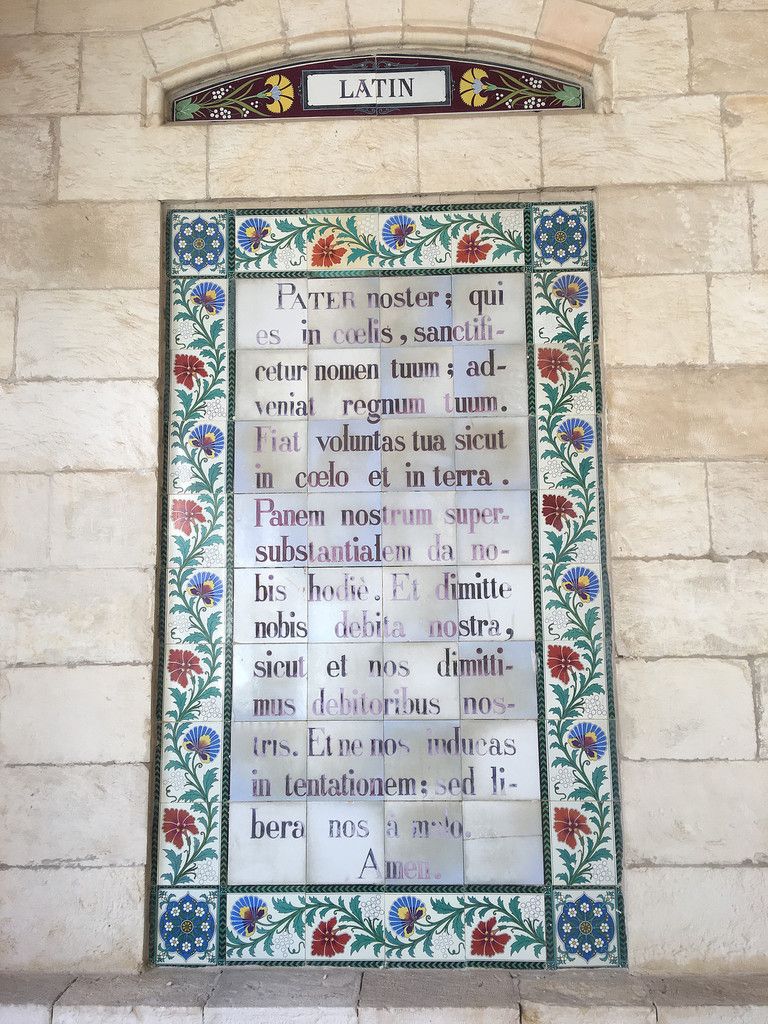 LATIN
PATER noster; qui
es in cœlis, sanctifi-
cetur nomen tuum; ad-
veniat regnum tuum.
Fiat voluntas tua sicut
in cœlo et in terra.
Panem nostrum super-
substantialem da no-
bis hodiè. Et dimitte
nobis debita nostra,
sicut et nos dimitti-
mus debitoribus nos-
tris. Et ne nos inducas
in tentationem; sed li-
bera nos à malo.
Amen.